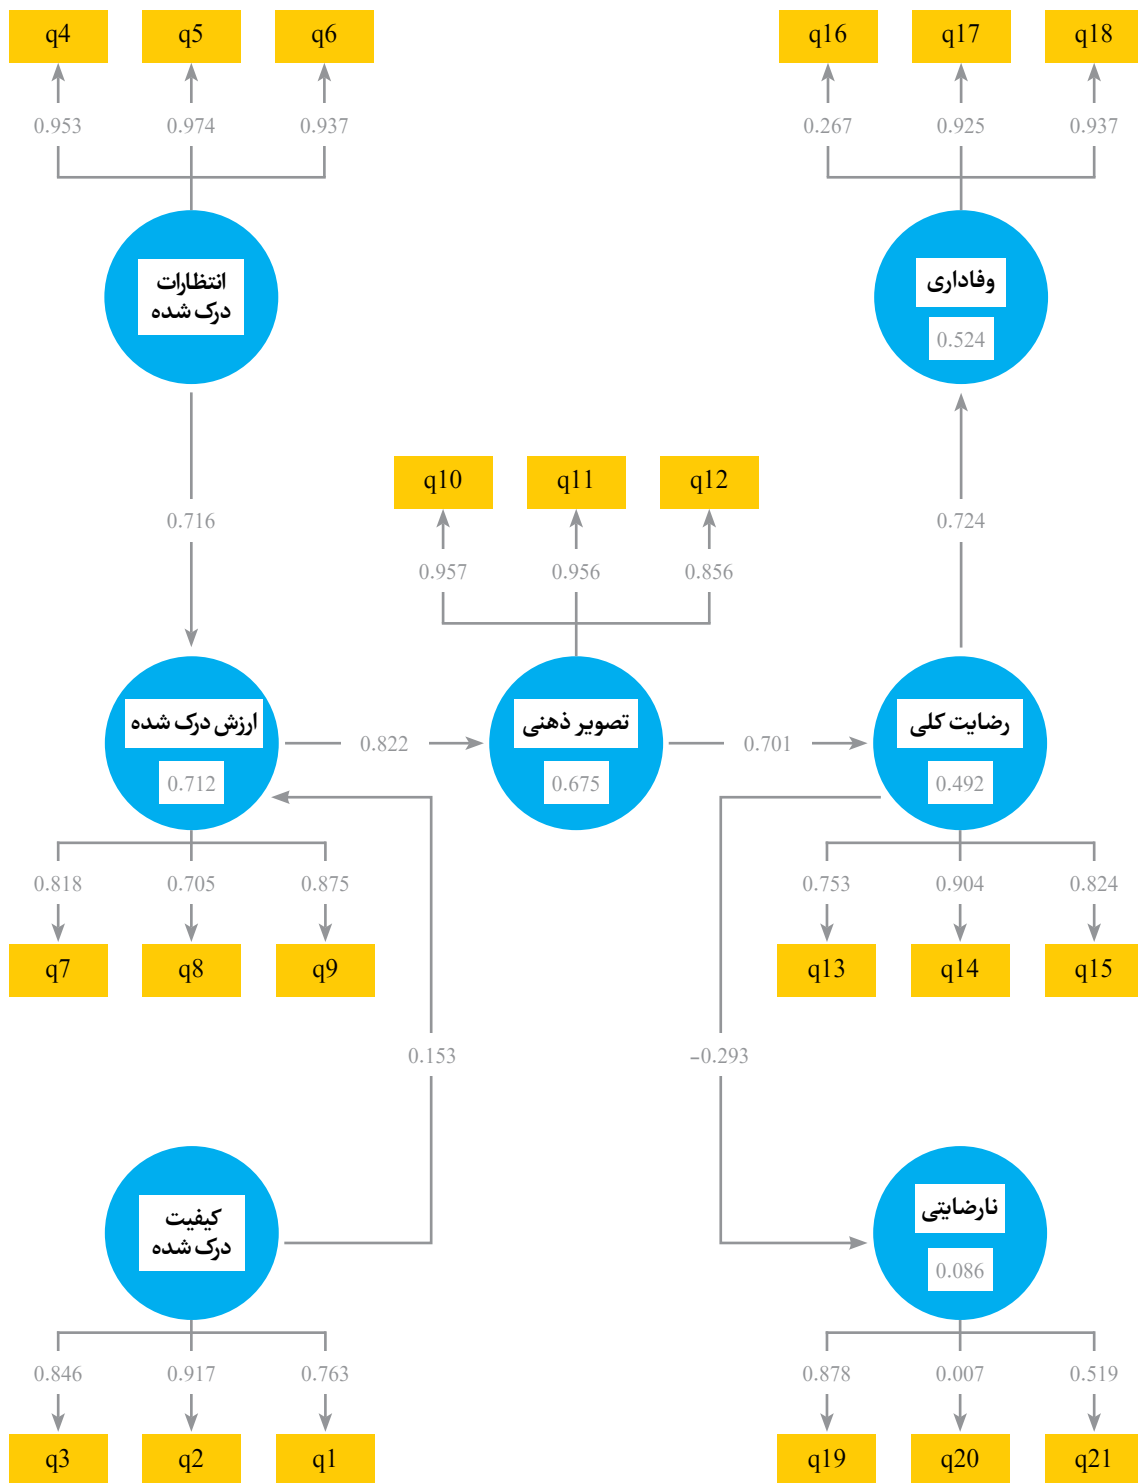 q4 q5 q6 q16 q17 q18
0.953 0.974 0.937 0.267 0.925 0.937
انتظارات
درک شده
وفاداری
0.524
q10 q11 q12
0.716 0.724
0.957 0.956 0.856
ارزش درک شده
0.822
تصویر ذهنی
0.701
رضایت کلی
0.712 0.675 0.492
0.818 0.705 0.875 0.753 0.904 0.824
q7 q8 q9 q13 q14 q15
0.153 -0.293
کیفیت
درک شده
نارضایتی
0.086
0.846 0.917 0.763 0.878 0.007 0.519
q3 q2 q1 q19 q20 q21